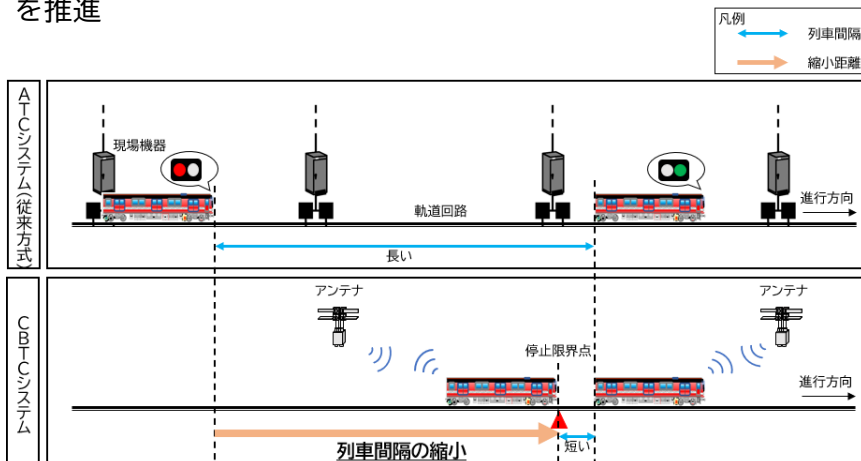 を推進
凡例
列車間隔
縮小距離
ATCシステム(従来方式)
現場機器
軌道回路
進行方向
長い
CBTCシステム
アンテナ
アンテナ
停止限界点
進行方向
列車間隔の縮小
短い